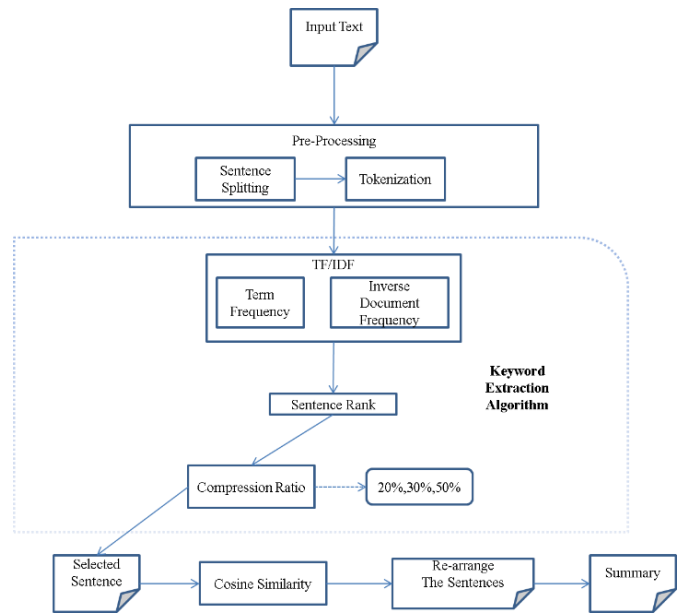 Input Text
Pre-Processing
Sentence
Splitting
Tokenization
TF/IDF
Term
Frequency
Inverse
Document
Frequency
Keyword
Extraction
Algorithm
Sentence Rank
Compression Ratio
20%,30%,50%
Selected
Sentence
Cosine Similarity
Re-arrange
The Sentences
Summary